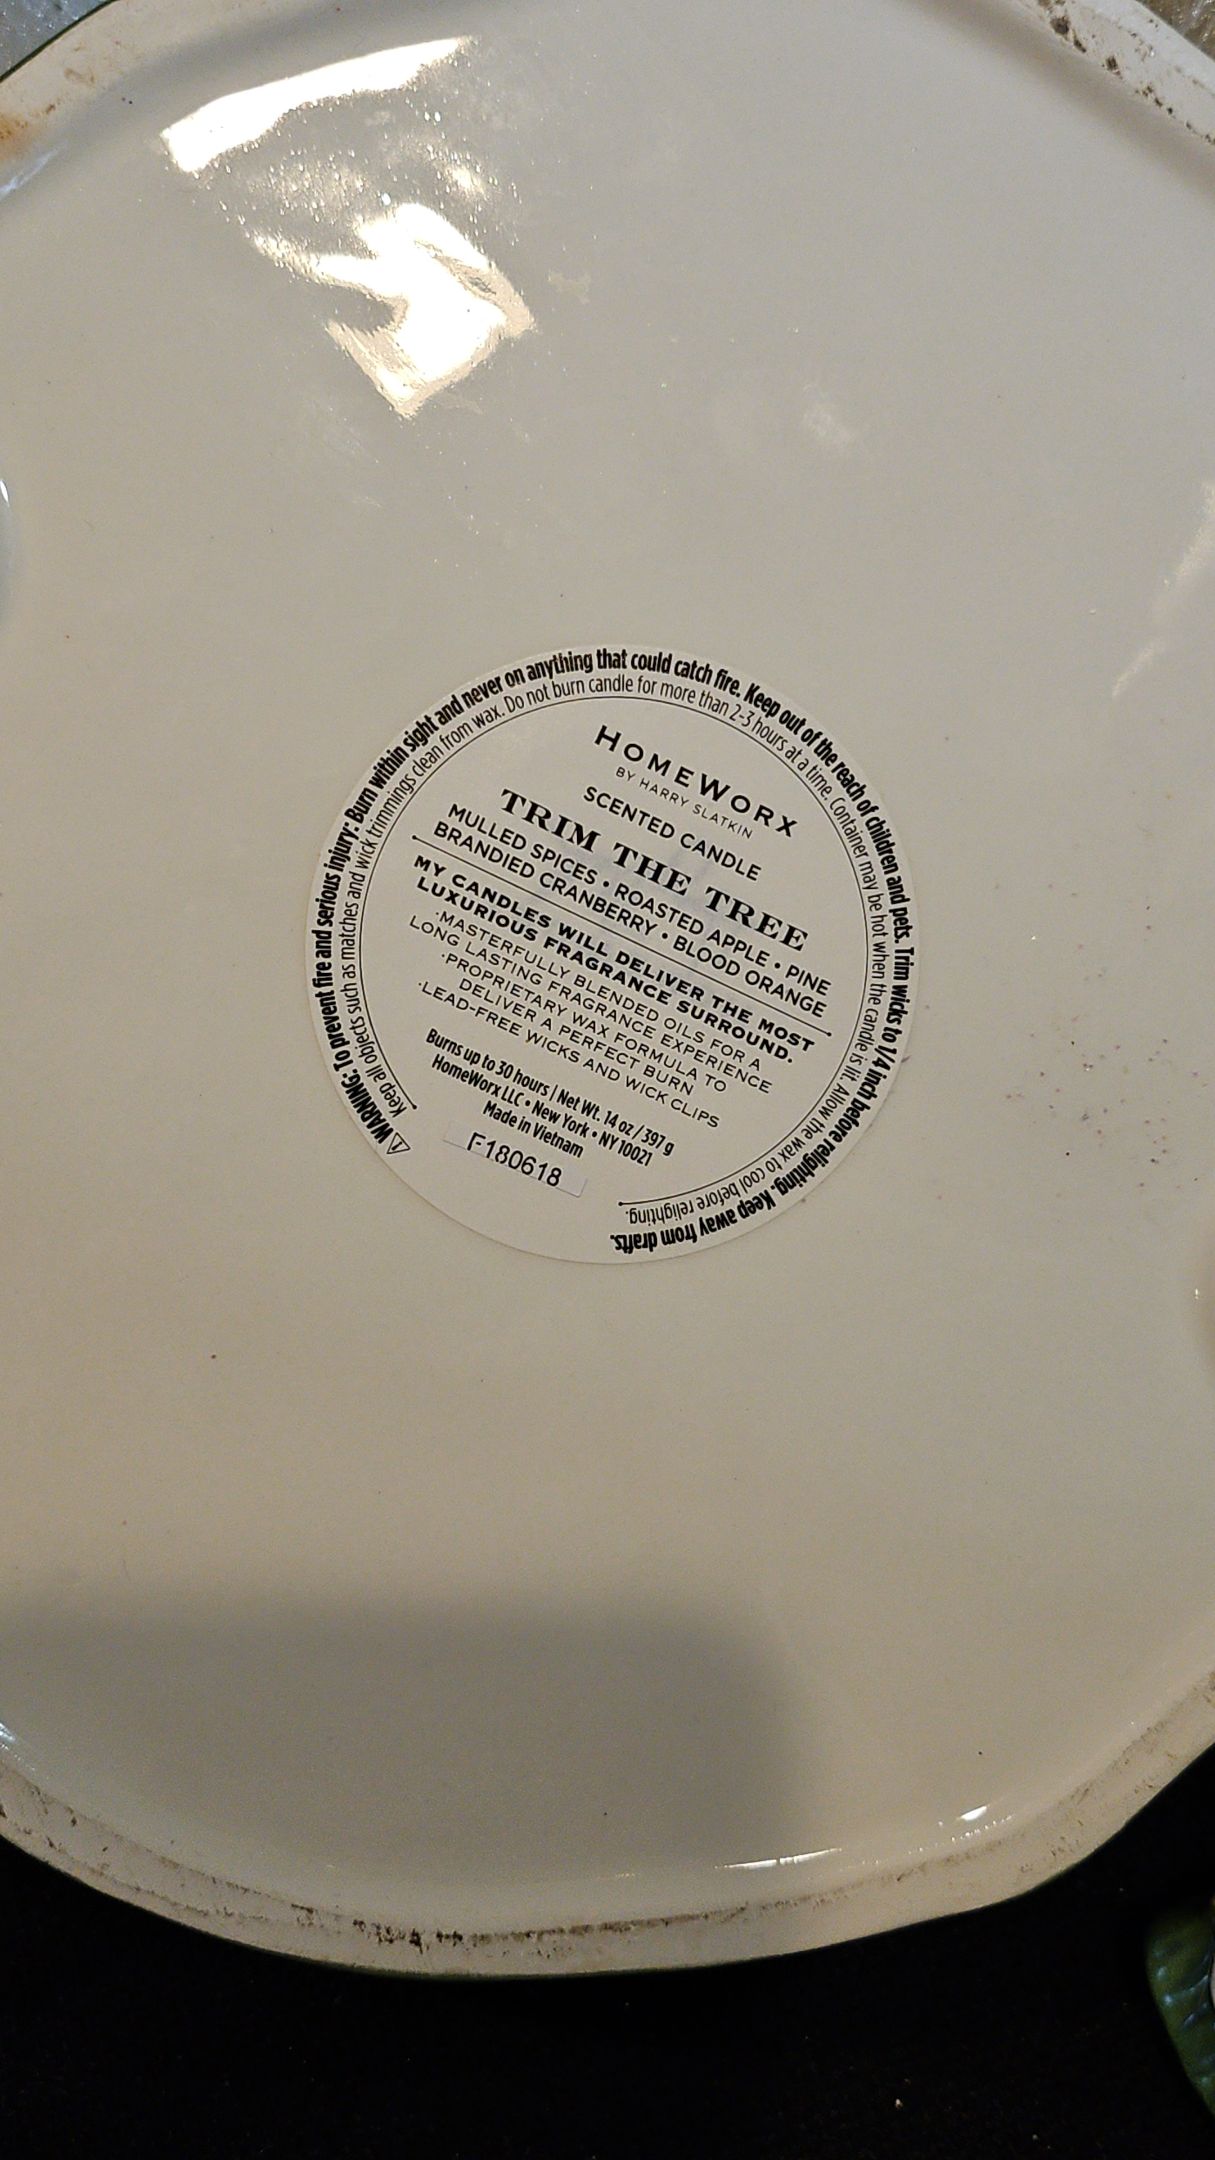 WARNING: To prevent fire and serious injury: Burn within sight and never on anything that could catch fire. Keep out of the reach of children and pets. Trim wicks to 1/4 inch before relighting. Keep away from drafts.
Keep all objects such as matches and wick trimmings clean from wax. Do not burn candle for more than 2-3 hours at a time. Container may be hot when the candle is lit. Allow the wax to cool before relighting.
HOMEWORX
BY HARRY SLATKIN
SCENTED CANDLE
TRIM THE TREE
MULLED SPICES • ROASTED APPLE • PINE
BRANDIED CRANBERRY • BLOOD ORANGE
MY CANDLES WILL DELIVER THE MOST
LUXURIOUS FRAGRANCE SURROUND.
·MASTERFULLY BLENDED OILS FOR A
LONG LASTING FRAGRANCE EXPERIENCE
·PROPRIETARY WAX FORMULA TO
DELIVER A PERFECT BURN
·LEAD-FREE WICKS AND WICK CLIPS
Burns up to 30 hours | Net Wt. 14 oz / 397 g
HomeWorx LLC • New York • NY 10021
Made in Vietnam
F180618